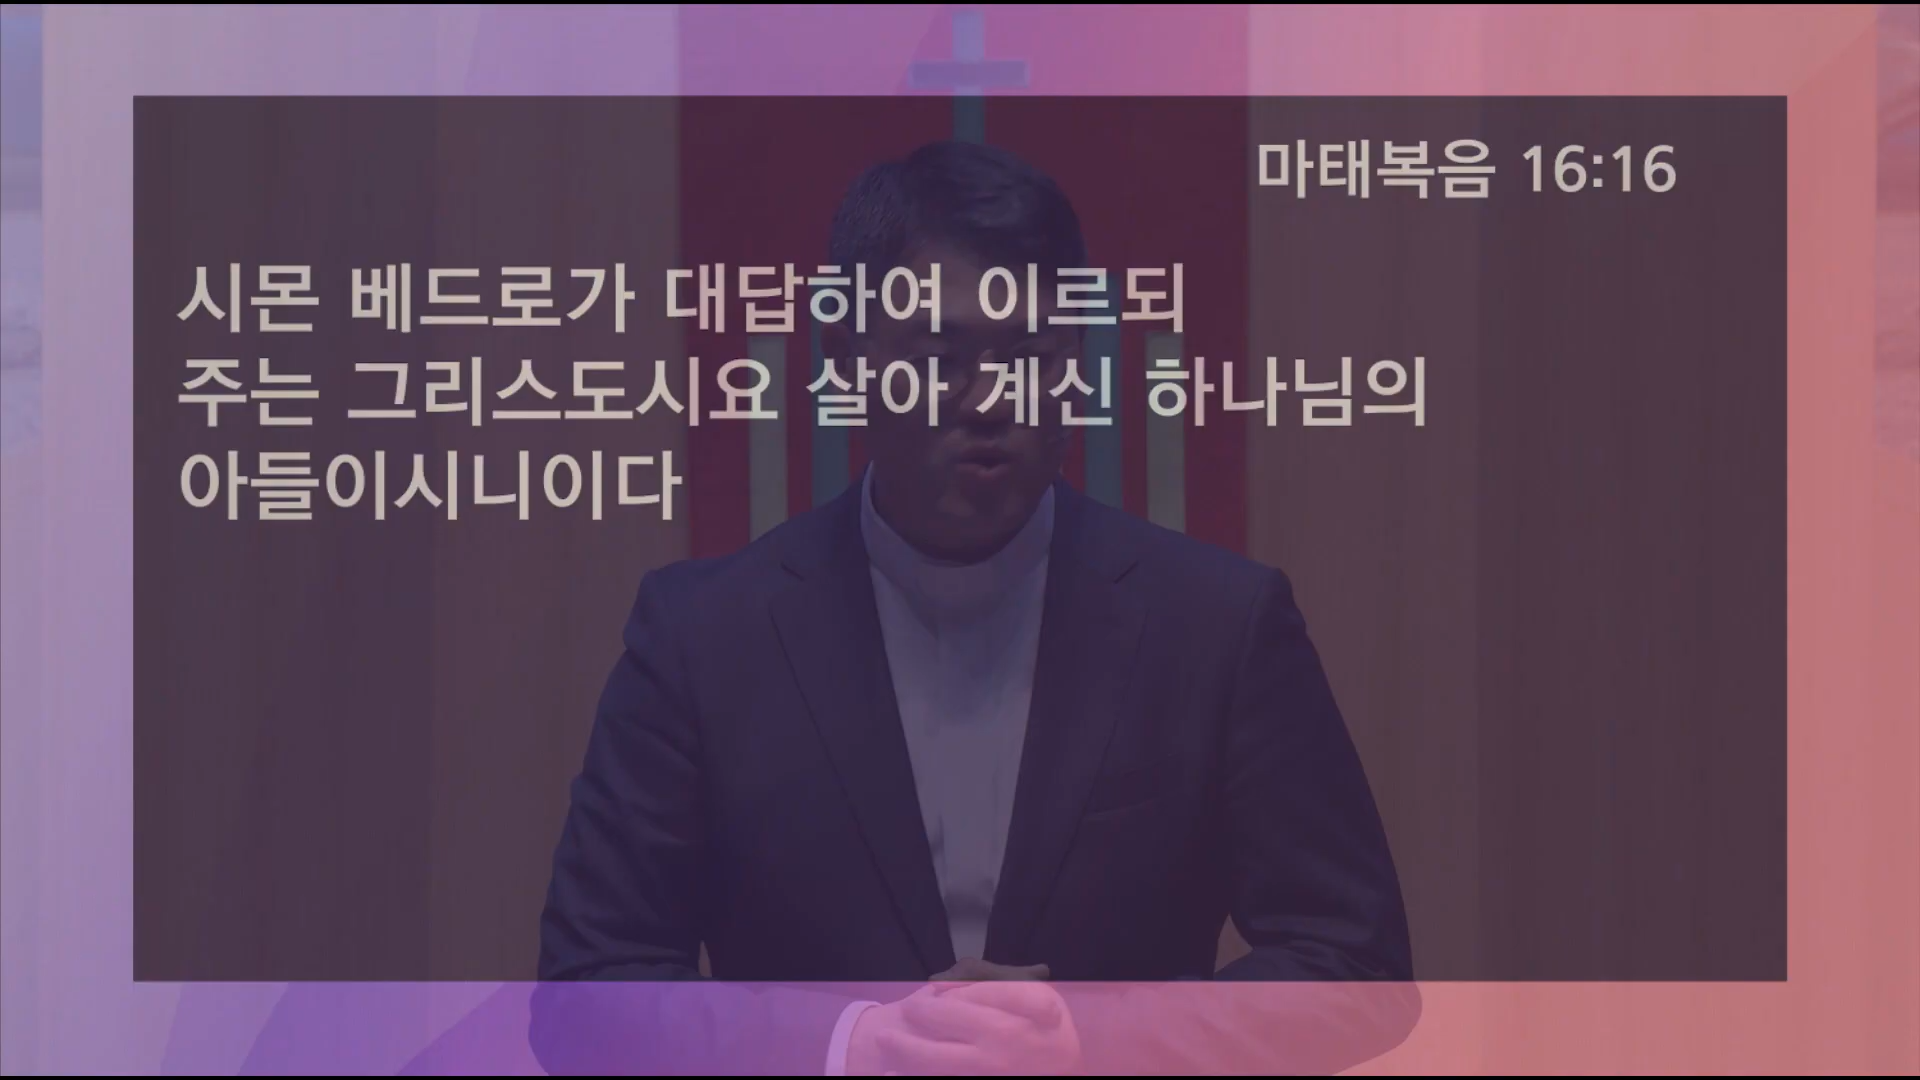 마태복음 16:16
시몬 베드로가 대답하여 이르되
주는 그리스도시요 살아 계신 하나님의
아들이시니이다